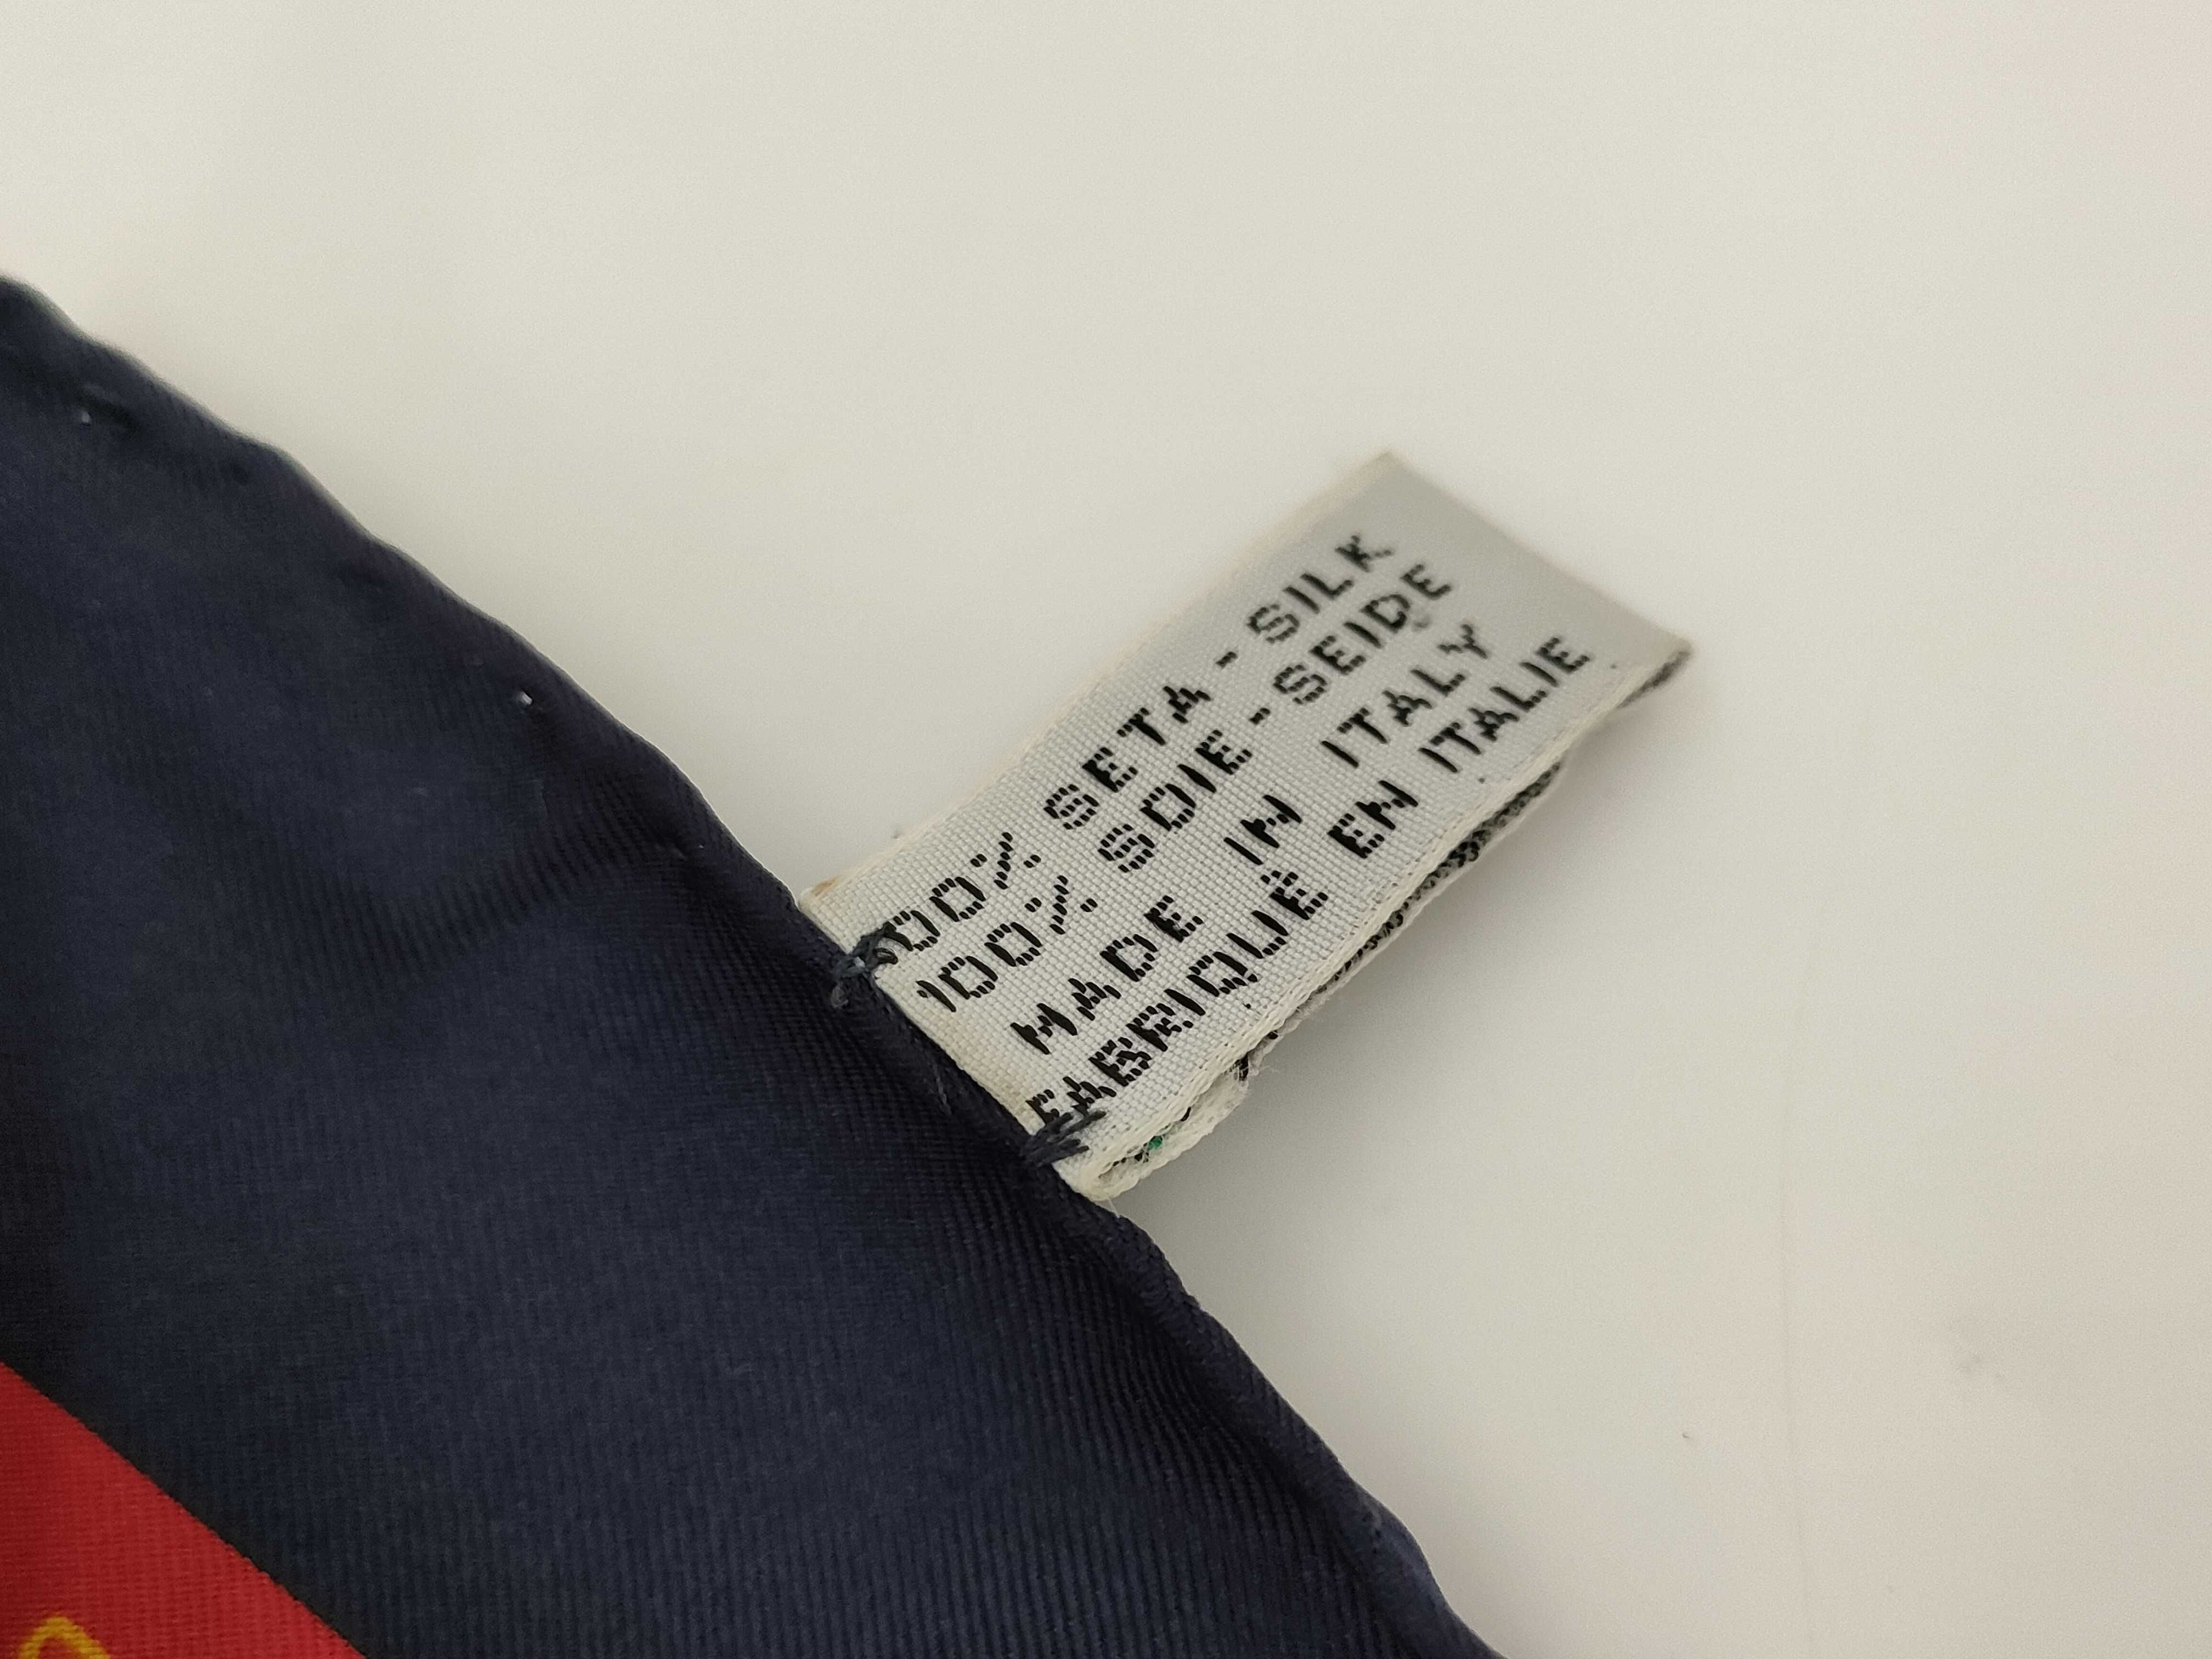 100% SETA - SILK
100% SOIE - SEIDE
MADE IN ITALY
FABRIQUÉ EN ITALIE